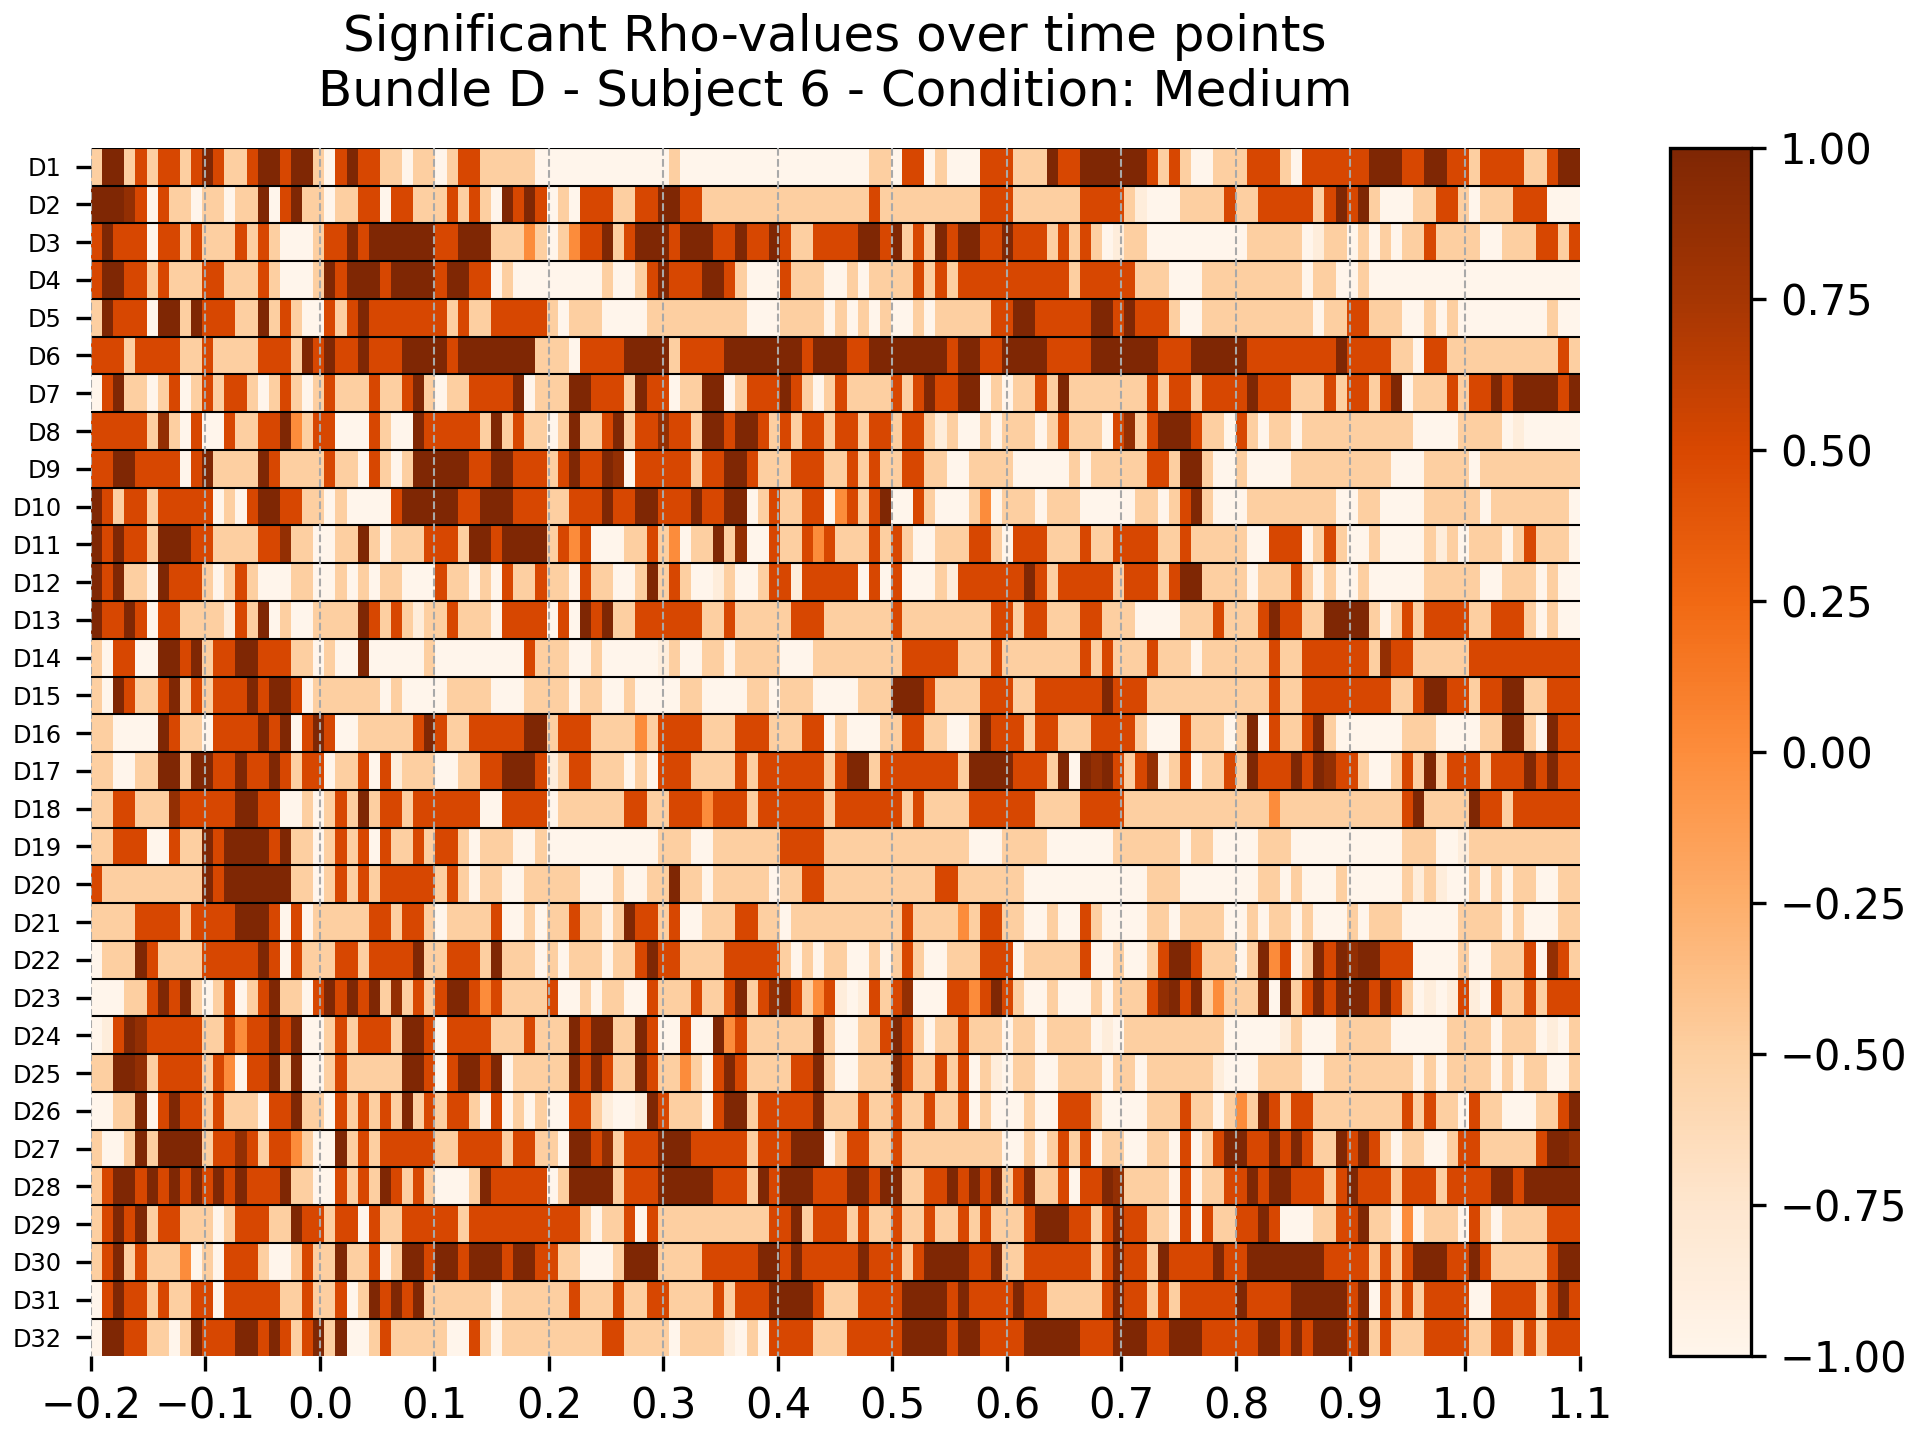 Significant Rho-values over time points
Bundle D - Subject 6 - Condition: Medium
D1
D2
D3
D4
D5
D6
D7
D8
D9
D10
D11
D12
D13
D14
D15
D16
D17
D18
D19
D20
D21
D22
D23
D24
D25
D26
D27
D28
D29
D30
D31
D32
−0.2 −0.1 0.0 0.1 0.2 0.3 0.4 0.5 0.6 0.7 0.8 0.9 1.0 1.1
1.00
0.75
0.50
0.25
0.00
−0.25
−0.50
−0.75
−1.00